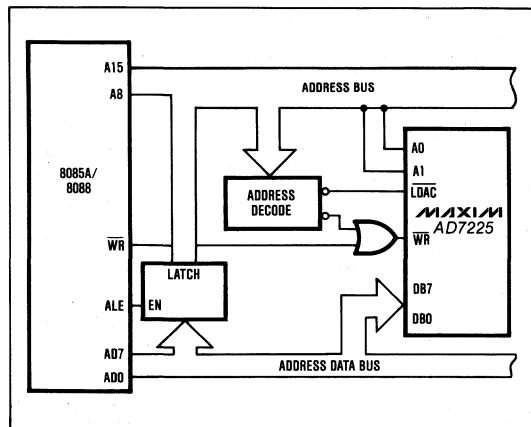 A15
ADDRESS BUS
A8
A0
8085A/
8088
A1
ADDRESS
DECODE
LDAC
MAXIM
AD7225
WR
WR
LATCH
DB7
ALE
EN
DB0
AD7
ADDRESS DATA BUS
AD0